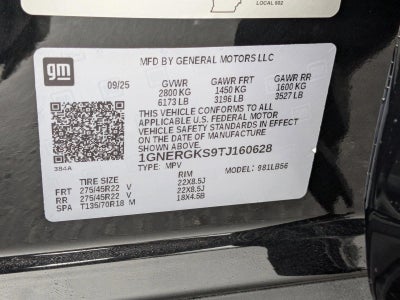 LOCAL 602
gm
MFD BY GENERAL MOTORS LLC
09/25 GVWR GAWR FRT GAWR RR
2800 KG 1450 KG 1600 KG
6173 LB 3196 LB 3527 LB
THIS VEHICLE CONFORMS TO ALL
APPLICABLE U.S. FEDERAL MOTOR
VEHICLE SAFETY STANDARDS IN EFFECT
ON THE DATE OF MANUFACTURE
SHOWN ABOVE.
1GNERGKS9TJ160628
384A TYPE: MPV MODEL: 981LB56
TIRE SIZE RIM
FRT 275/45R22 V 22X8.5J
RR 275/45R22 V 22X8.5J
SPA T135/70R18 M 18X4.5B